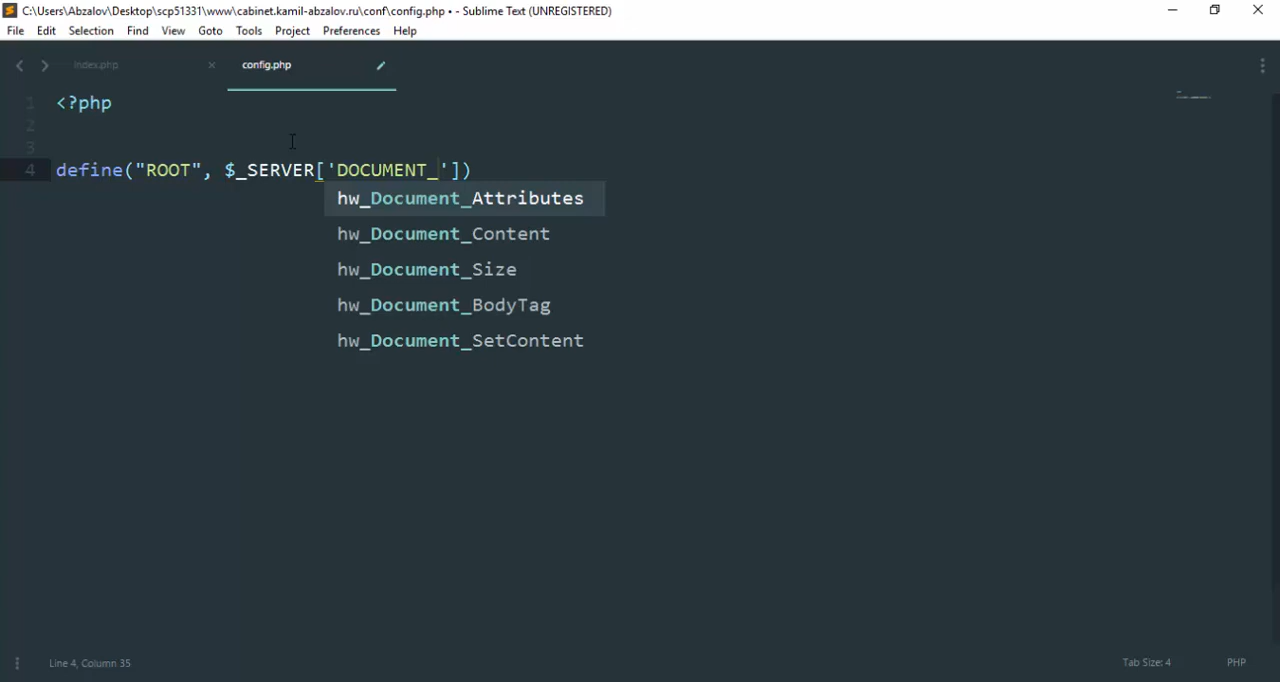 C:\Users\Abzalov\Desktop\scp51331\www\cabinet.kamil-abzalov.ru\conf\config.php • - Sublime Text (UNREGISTERED)
File Edit Selection Find View Goto Tools Project Preferences Help
index.php config.php
1 <?php
2
3
4 define("ROOT", $_SERVER['DOCUMENT_'])
hw_Document_Attributes
hw_Document_Content
hw_Document_Size
hw_Document_BodyTag
hw_Document_SetContent
Line 4, Column 35 Tab Size: 4 PHP